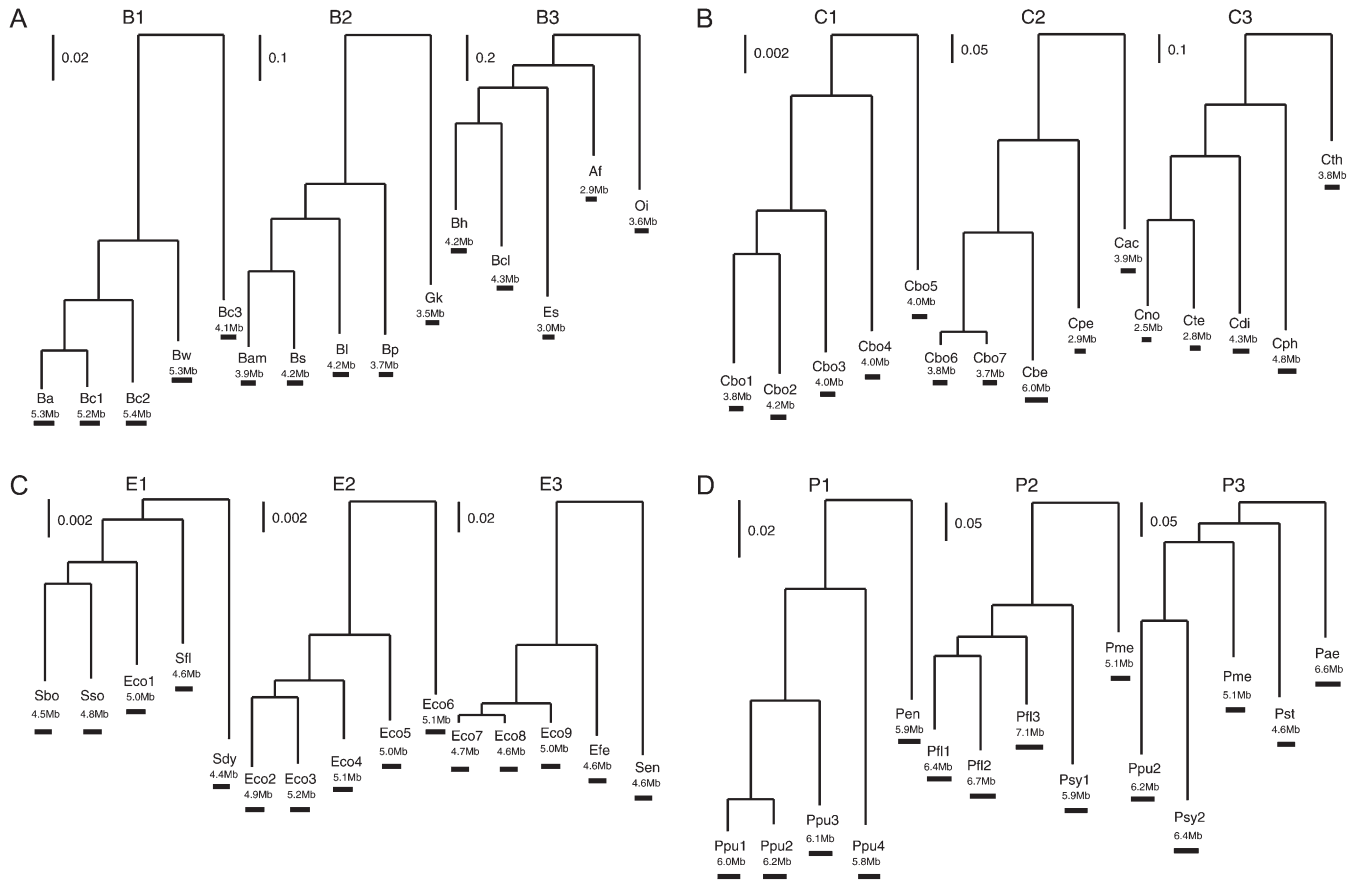 A
B1
0.02
Ba
5.3Mb
Bc1
5.2Mb
Bc2
5.4Mb
Bw
5.3Mb
Bc3
4.1Mb
B2
0.1
Bam
3.9Mb
Bs
4.2Mb
Bl
4.2Mb
Bp
3.7Mb
Gk
3.5Mb
B3
0.2
Bh
4.2Mb
Bcl
4.3Mb
Es
3.0Mb
Af
2.9Mb
Oi
3.6Mb
B
C1
0.002
Cbo1
3.8Mb
Cbo2
4.2Mb
Cbo3
4.0Mb
Cbo4
4.0Mb
Cbo5
4.0Mb
C2
0.05
Cbo6
3.8Mb
Cbo7
3.7Mb
Cbe
6.0Mb
Cpe
2.9Mb
Cac
3.9Mb
C3
0.1
Cno
2.5Mb
Cte
2.8Mb
Cdi
4.3Mb
Cph
4.8Mb
Cth
3.8Mb
C
E1
0.002
Sbo
4.5Mb
Sso
4.8Mb
Eco1
5.0Mb
Sfl
4.6Mb
Sdy
4.4Mb
E2
0.002
Eco2
4.9Mb
Eco3
5.2Mb
Eco4
5.1Mb
Eco5
5.0Mb
Eco6
5.1Mb
E3
0.02
Eco7
4.7Mb
Eco8
4.6Mb
Eco9
5.0Mb
Efe
4.6Mb
Sen
4.6Mb
D
P1
0.02
Ppu1
6.0Mb
Ppu2
6.2Mb
Ppu3
6.1Mb
Ppu4
5.8Mb
Pen
5.9Mb
P2
0.05
Pfl1
6.4Mb
Pfl2
6.7Mb
Pfl3
7.1Mb
Psy1
5.9Mb
Pme
5.1Mb
P3
0.05
Ppu2
6.2Mb
Psy2
6.4Mb
Pme
5.1Mb
Pst
4.6Mb
Pae
6.6Mb